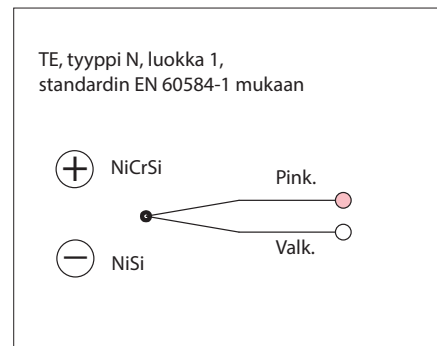 TE, tyyppi N, luokka 1,
standardin EN 60584-1 mukaan
NiCrSi
Pink.
Valk.
NiSi